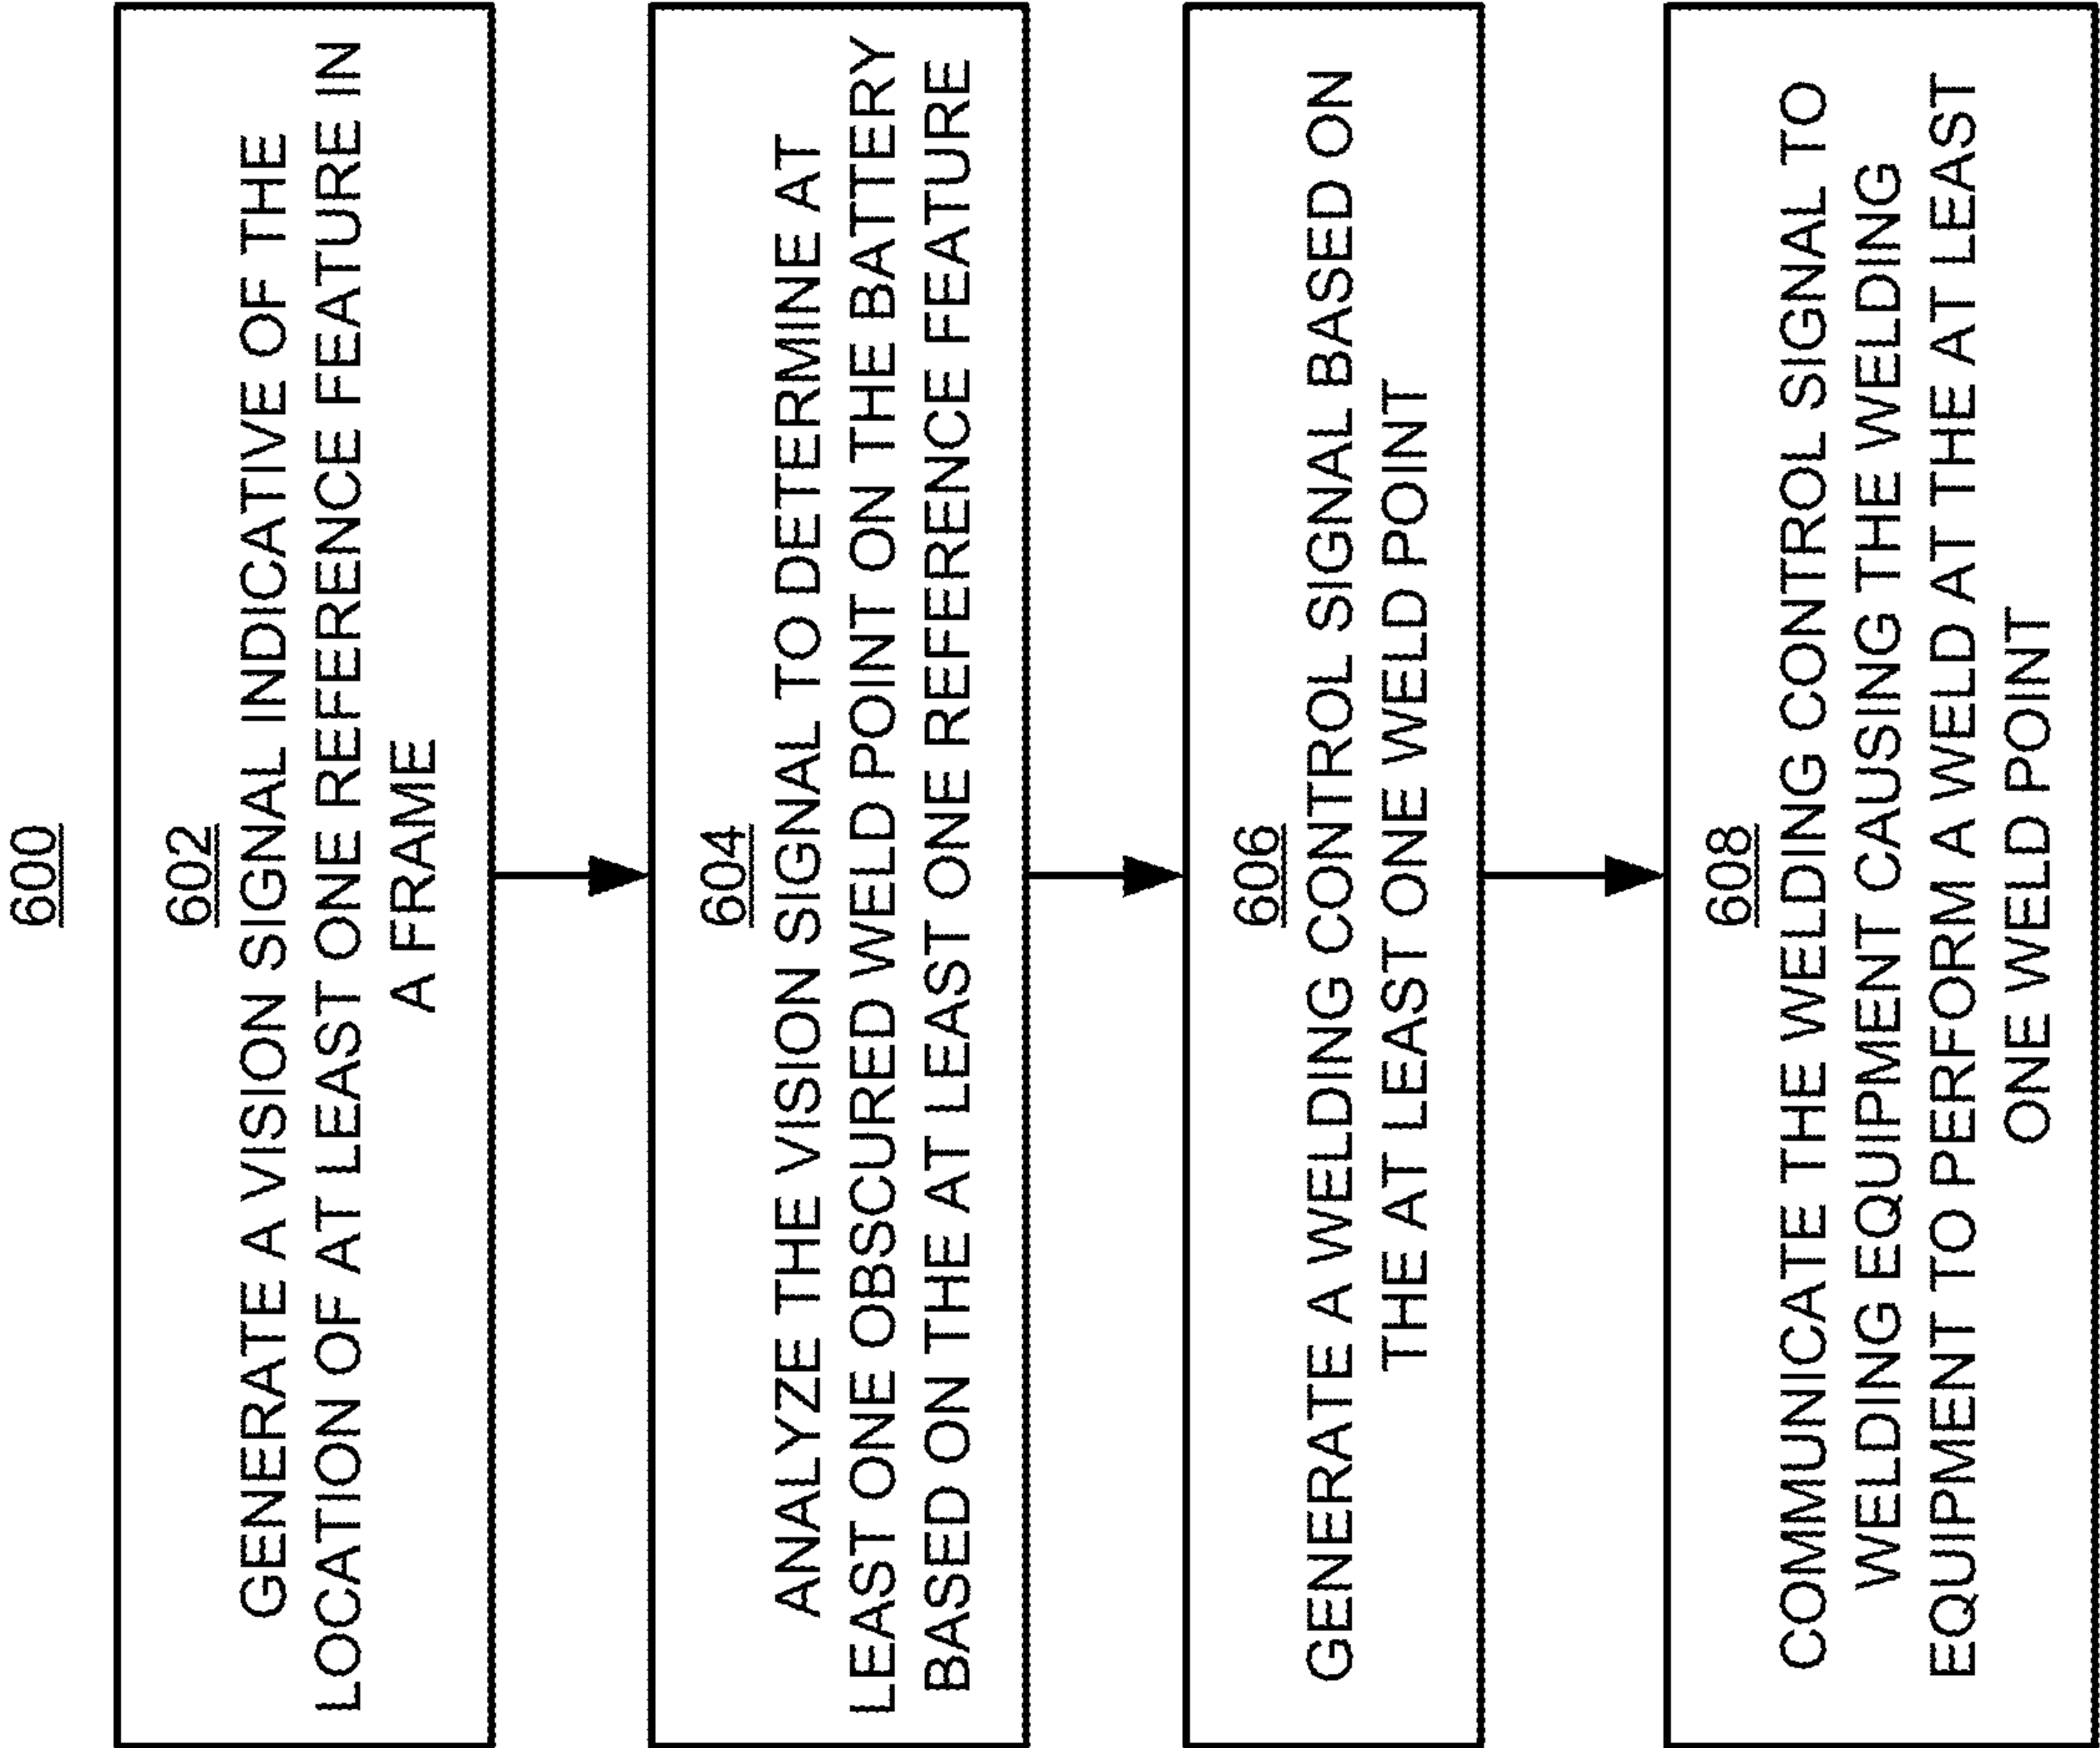 600
602
GENERATE A VISION SIGNAL INDICATIVE OF THE
LOCATION OF AT LEAST ONE REFERENCE FEATURE IN
A FRAME
604
ANALYZE THE VISION SIGNAL TO DETERMINE AT
LEAST ONE OBSCURED WELD POINT ON THE BATTERY
BASED ON THE AT LEAST ONE REFERENCE FEATURE
606
GENERATE A WELDING CONTROL SIGNAL BASED ON
THE AT LEAST ONE WELD POINT
608
COMMUNICATE THE WELDING CONTROL SIGNAL TO
WELDING EQUIPMENT CAUSING THE WELDING
EQUIPMENT TO PERFORM A WELD AT THE AT LEAST
ONE WELD POINT